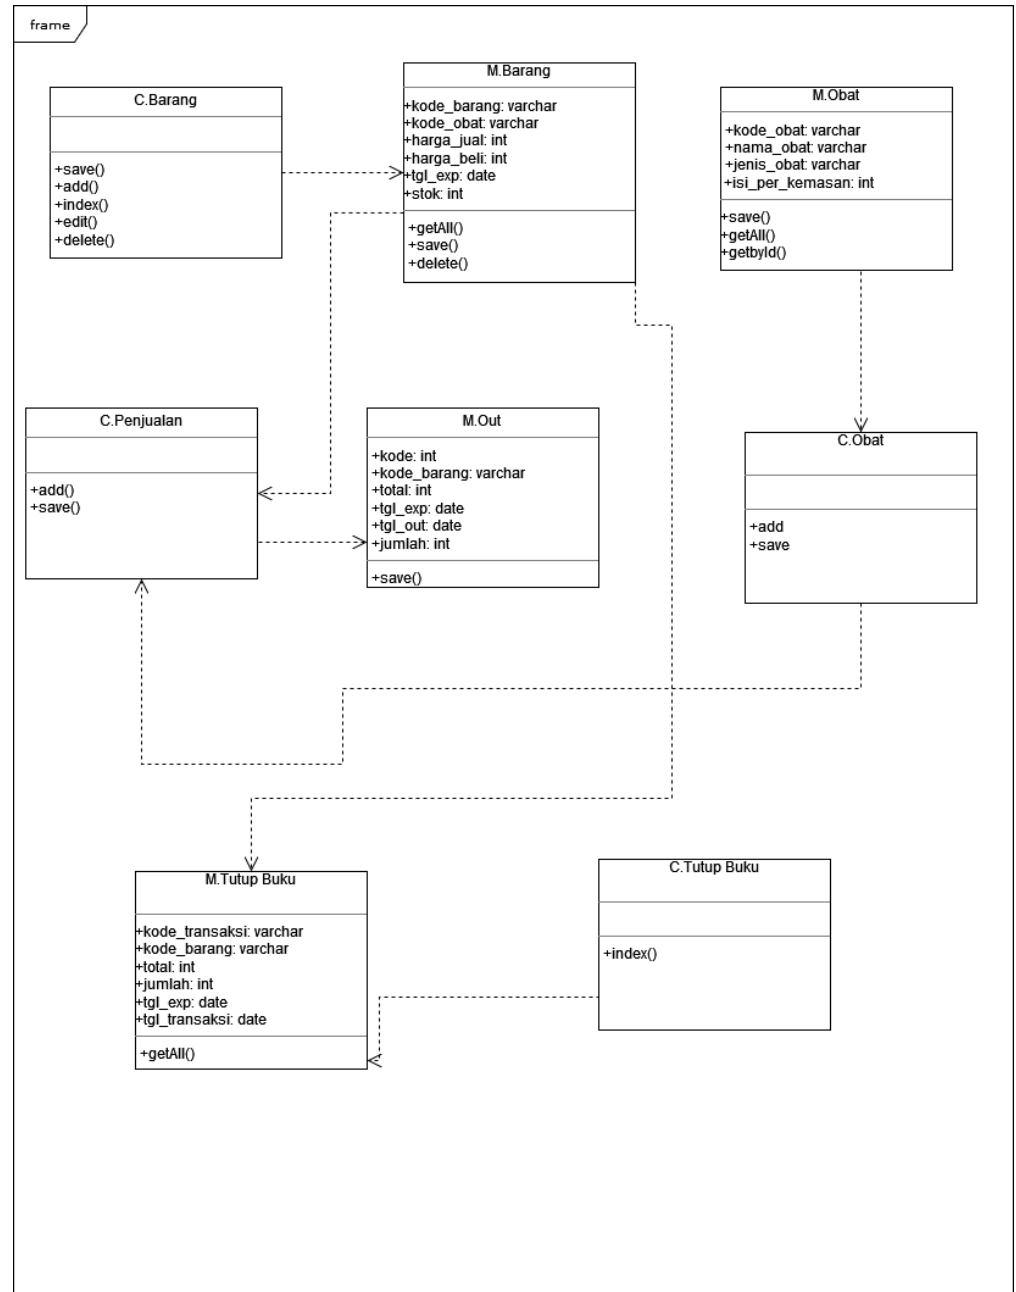 frame
C.Barang
+save()
+add()
+index()
+edit()
+delete()
M.Barang
+kode_barang: varchar
+kode_obat: varchar
+harga_jual: int
+harga_beli: int
+tgl_exp: date
+stok: int
+getAll()
+save()
+delete()
M.Obat
+kode_obat: varchar
+nama_obat: varchar
+jenis_obat: varchar
+isi_per_kemasan: int
+save()
+getAll()
+getbyId()
C.Penjualan
+add()
+save()
M.Out
+kode: int
+kode_barang: varchar
+total: int
+tgl_exp: date
+tgl_out: date
+jumlah: int
+save()
C.Obat
+add
+save
M.Tutup Buku
+kode_transaksi: varchar
+kode_barang: varchar
+total: int
+jumlah: int
+tgl_exp: date
+tgl_transaksi: date
+getAll()
C.Tutup Buku
+index()